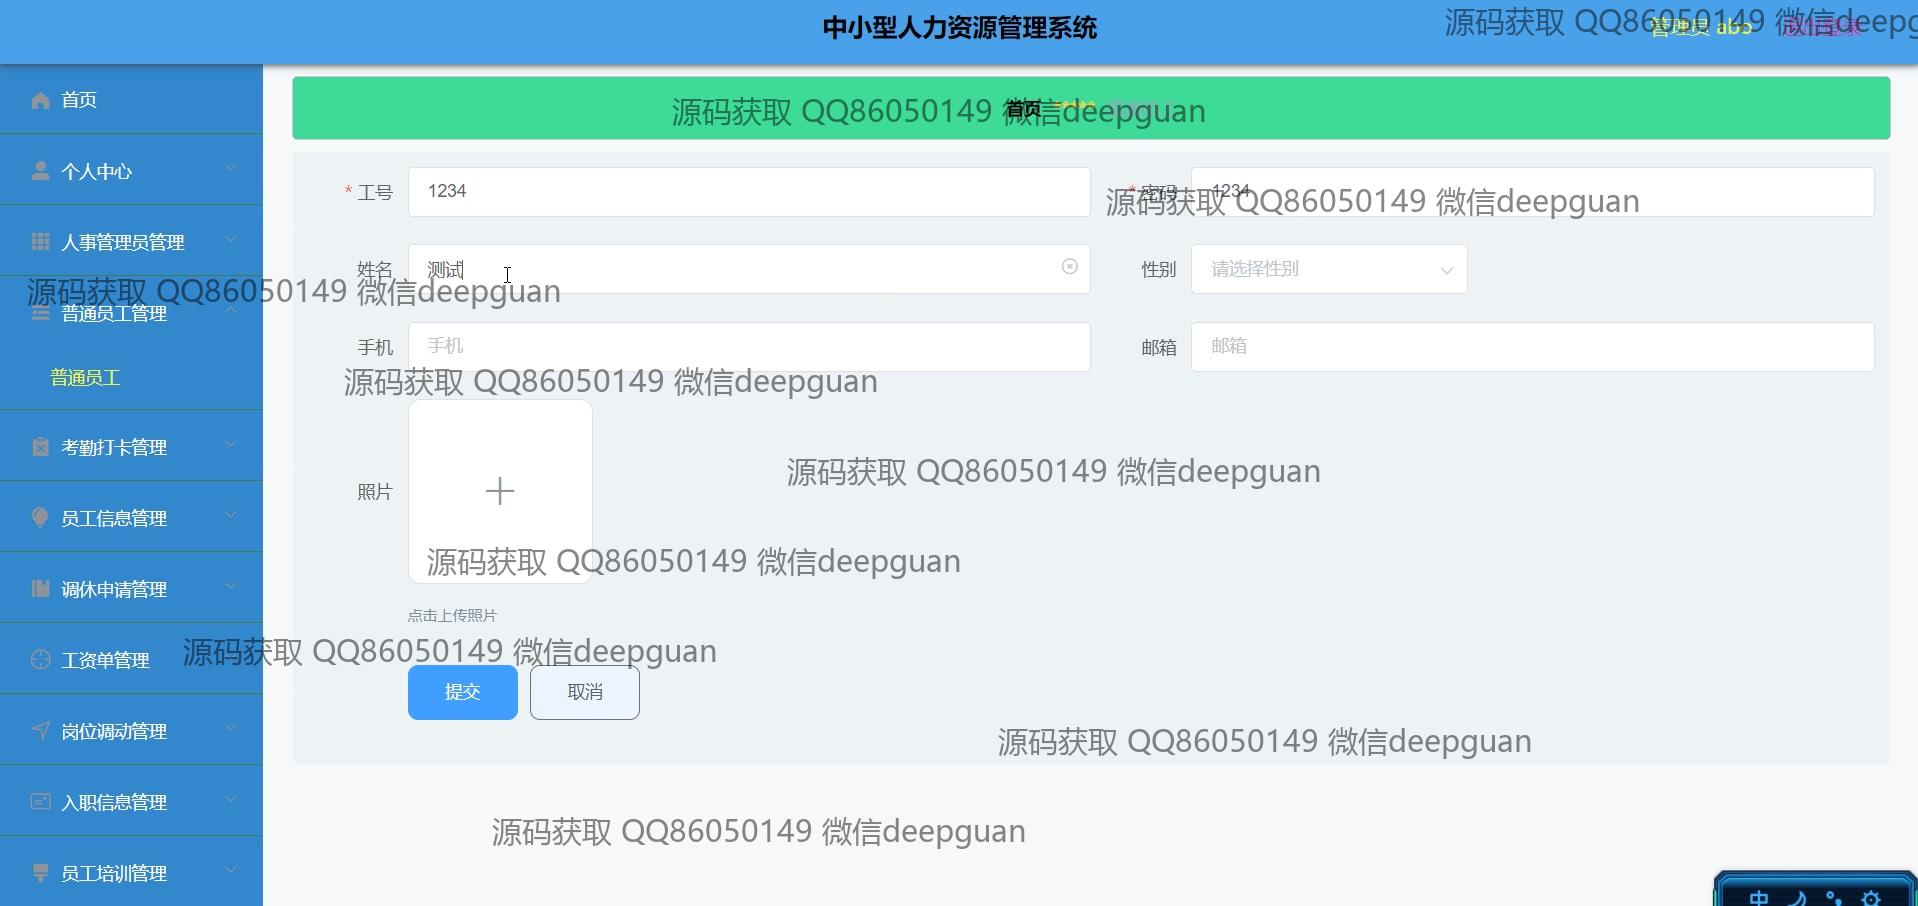 中小型人力资源管理系统
管理员 abo
退出登录
源码获取 QQ86050149 微信deepg
首页
源码获取 QQ86050149 微信deepguan
首页 *****
个人中心
* 工号 1234
* 密码 1234
源码获取 QQ86050149 微信deepguan
人事管理员管理
姓名 测试
性别 请选择性别
源码获取 QQ86050149 微信deepguan
普通员工管理
手机 手机
邮箱 邮箱
普通员工
源码获取 QQ86050149 微信deepguan
考勤打卡管理
源码获取 QQ86050149 微信deepguan
照片
员工信息管理
源码获取 QQ86050149 微信deepguan
调休申请管理
点击上传照片
工资单管理
源码获取 QQ86050149 微信deepguan
提交
取消
岗位调动管理
源码获取 QQ86050149 微信deepguan
入职信息管理
源码获取 QQ86050149 微信deepguan
员工培训管理
中